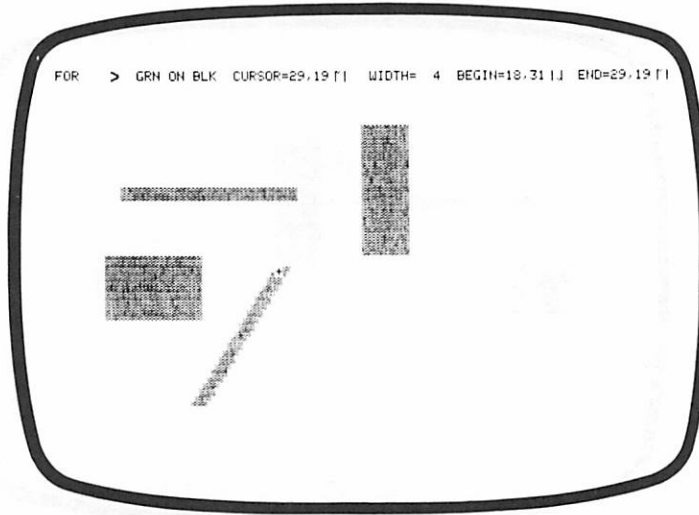 FOR > GRN ON BLK CURSOR=29,19 ⌈⌉ WIDTH= 4 BEGIN=18,31 ⌊⌋ END=29,19 ⌈⌉